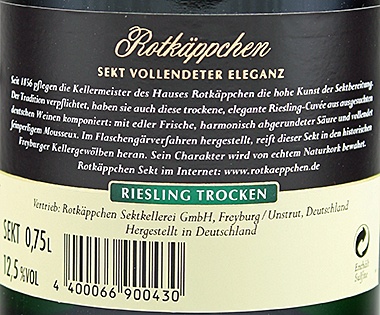 Rotkäppchen
SEKT VOLLENDETER ELEGANZ
Seit 1856 pflegen die Kellermeister des Hauses Rotkäppchen die hohe Kunst der Sektbereitung.
Der Tradition verpflichtet, haben sie auch diese trockene, elegante Riesling-Cuvée aus ausgesuchten
deutschen Weinen komponiert: mit edler Frische, harmonisch abgerundeter Säure und vollendet
feinperligem Mousseux. Im Flaschengärverfahren hergestellt, reift dieser Sekt in den historischen
Freyburger Kellergewölben heran. Sein Charakter wird von echtem Naturkork bewahrt.
Rotkäppchen Sekt im Internet: www.rotkaeppchen.de
RIESLING TROCKEN
Vertrieb: Rotkäppchen Sektkellerei GmbH, Freyburg/Unstrut, Deutschland
Hergestellt in Deutschland
SEKT 0,75L
12,5 %VOL
4 400066 900430
Enthält
Sulfite